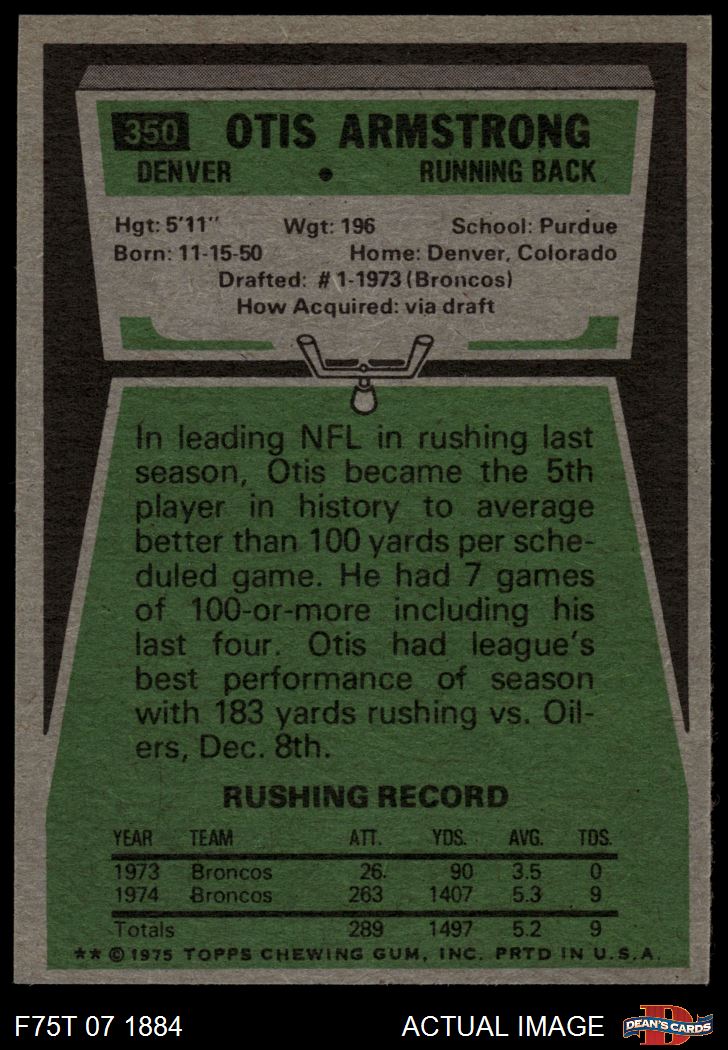 350 OTIS ARMSTRONG
DENVER • RUNNING BACK
Hgt: 5'11" Wgt: 196 School: Purdue
Born: 11-15-50 Home: Denver, Colorado
Drafted: #1-1973 (Broncos)
How Acquired: via draft
In leading NFL in rushing last
season, Otis became the 5th
player in history to average
better than 100 yards per sche-
duled game. He had 7 games
of 100-or-more including his
last four. Otis had league's
best performance of season
with 183 yards rushing vs. Oil-
ers, Dec. 8th.
RUSHING RECORD
YEAR TEAM ATT. YDS. AVG. TDS.
1973 Broncos 26. 90 3.5 0
1974 Broncos 263 1407 5.3 9
Totals 289 1497 5.2 9
** © 1975 TOPPS CHEWING GUM, INC. PRTD IN U.S.A.
F75T 07 1884 ACTUAL IMAGE D DEAN'S CARDS